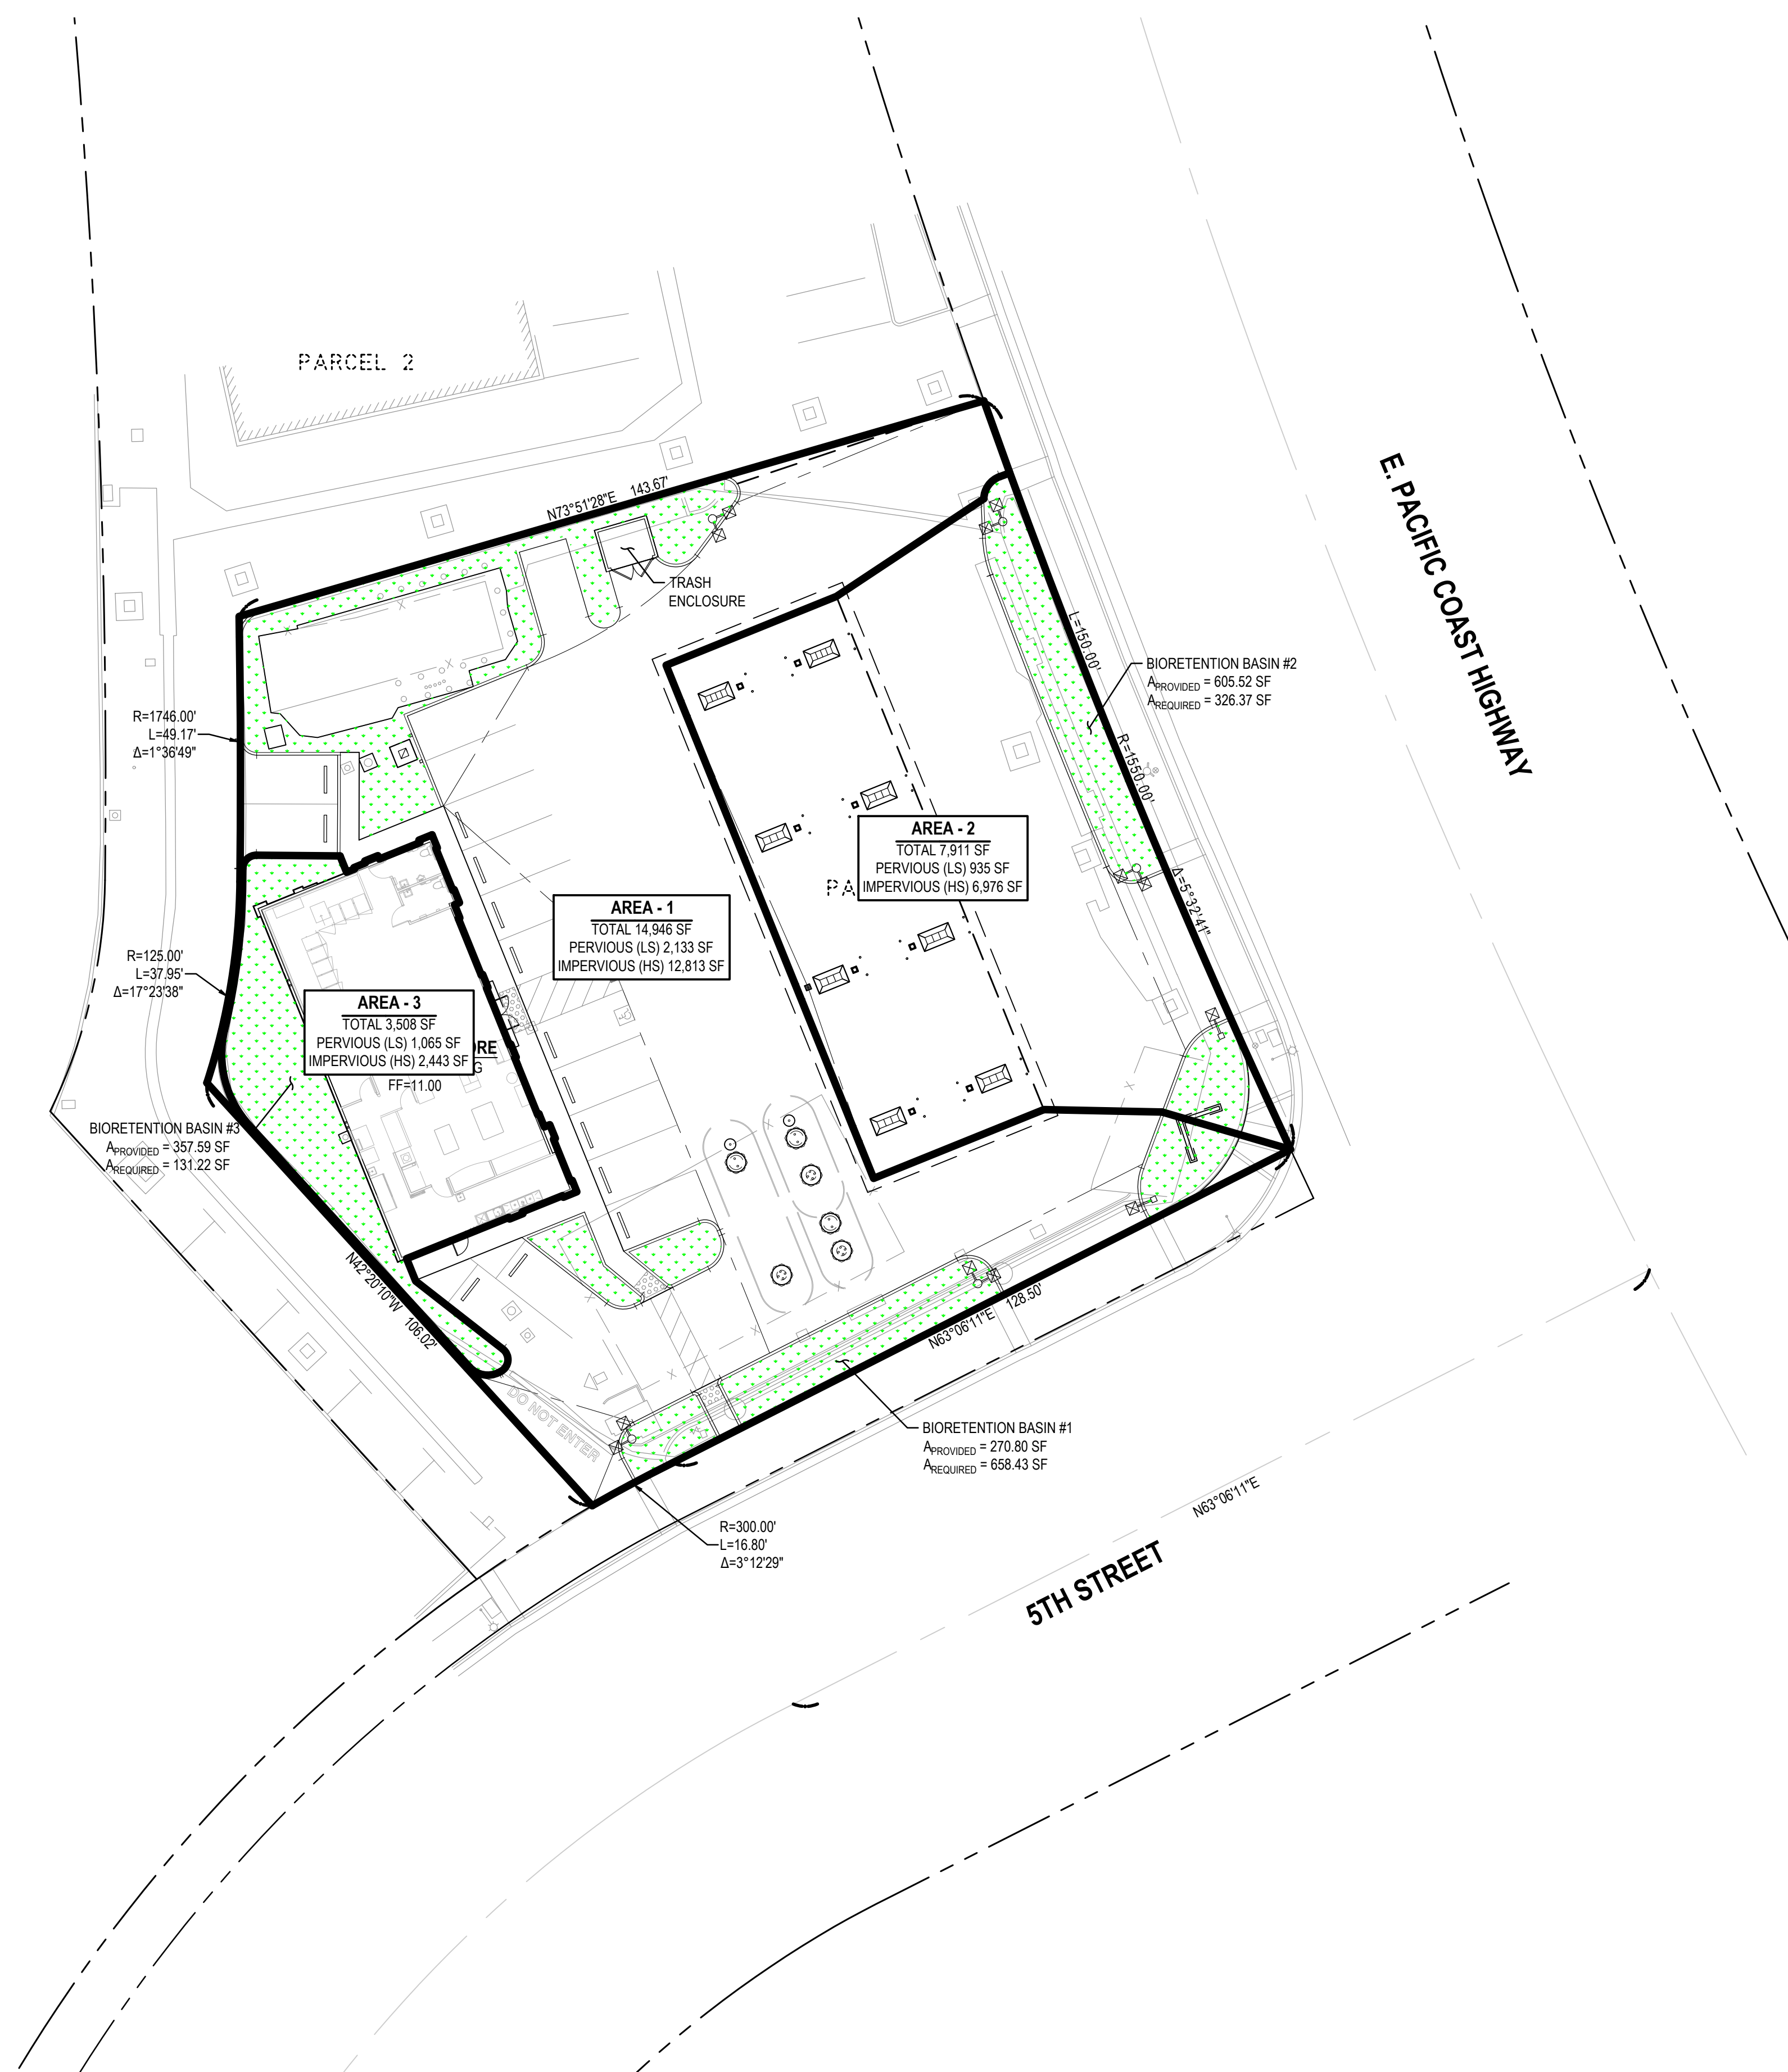 PARCEL 2
N73°51'28"E 143.67'
TRASH
ENCLOSURE
E. PACIFIC COAST HIGHWAY
L=150.00'
R=1550.00'
Δ=5°32'41"
BIORETENTION BASIN #2
APROVIDED = 605.52 SF
AREQUIRED = 326.37 SF
R=1746.00'
L=49.17'
Δ=1°36'49"
AREA - 2
TOTAL 7,911 SF
PERVIOUS (LS) 935 SF
IMPERVIOUS (HS) 6,976 SF
PA
AREA - 1
TOTAL 14,946 SF
PERVIOUS (LS) 2,133 SF
IMPERVIOUS (HS) 12,813 SF
R=125.00'
L=37.95'
Δ=17°23'38"
AREA - 3
TOTAL 3,508 SF
PERVIOUS (LS) 1,065 SF
IMPERVIOUS (HS) 2,443 SF
RE
G
FF=11.00
BIORETENTION BASIN #3
APROVIDED = 357.59 SF
AREQUIRED = 131.22 SF
N42°20'10"W 106.02'
DO NOT ENTER
N63°06'11"E 128.50'
BIORETENTION BASIN #1
APROVIDED = 270.80 SF
AREQUIRED = 658.43 SF
R=300.00'
L=16.80'
Δ=3°12'29"
N63°06'11"E
5TH STREET